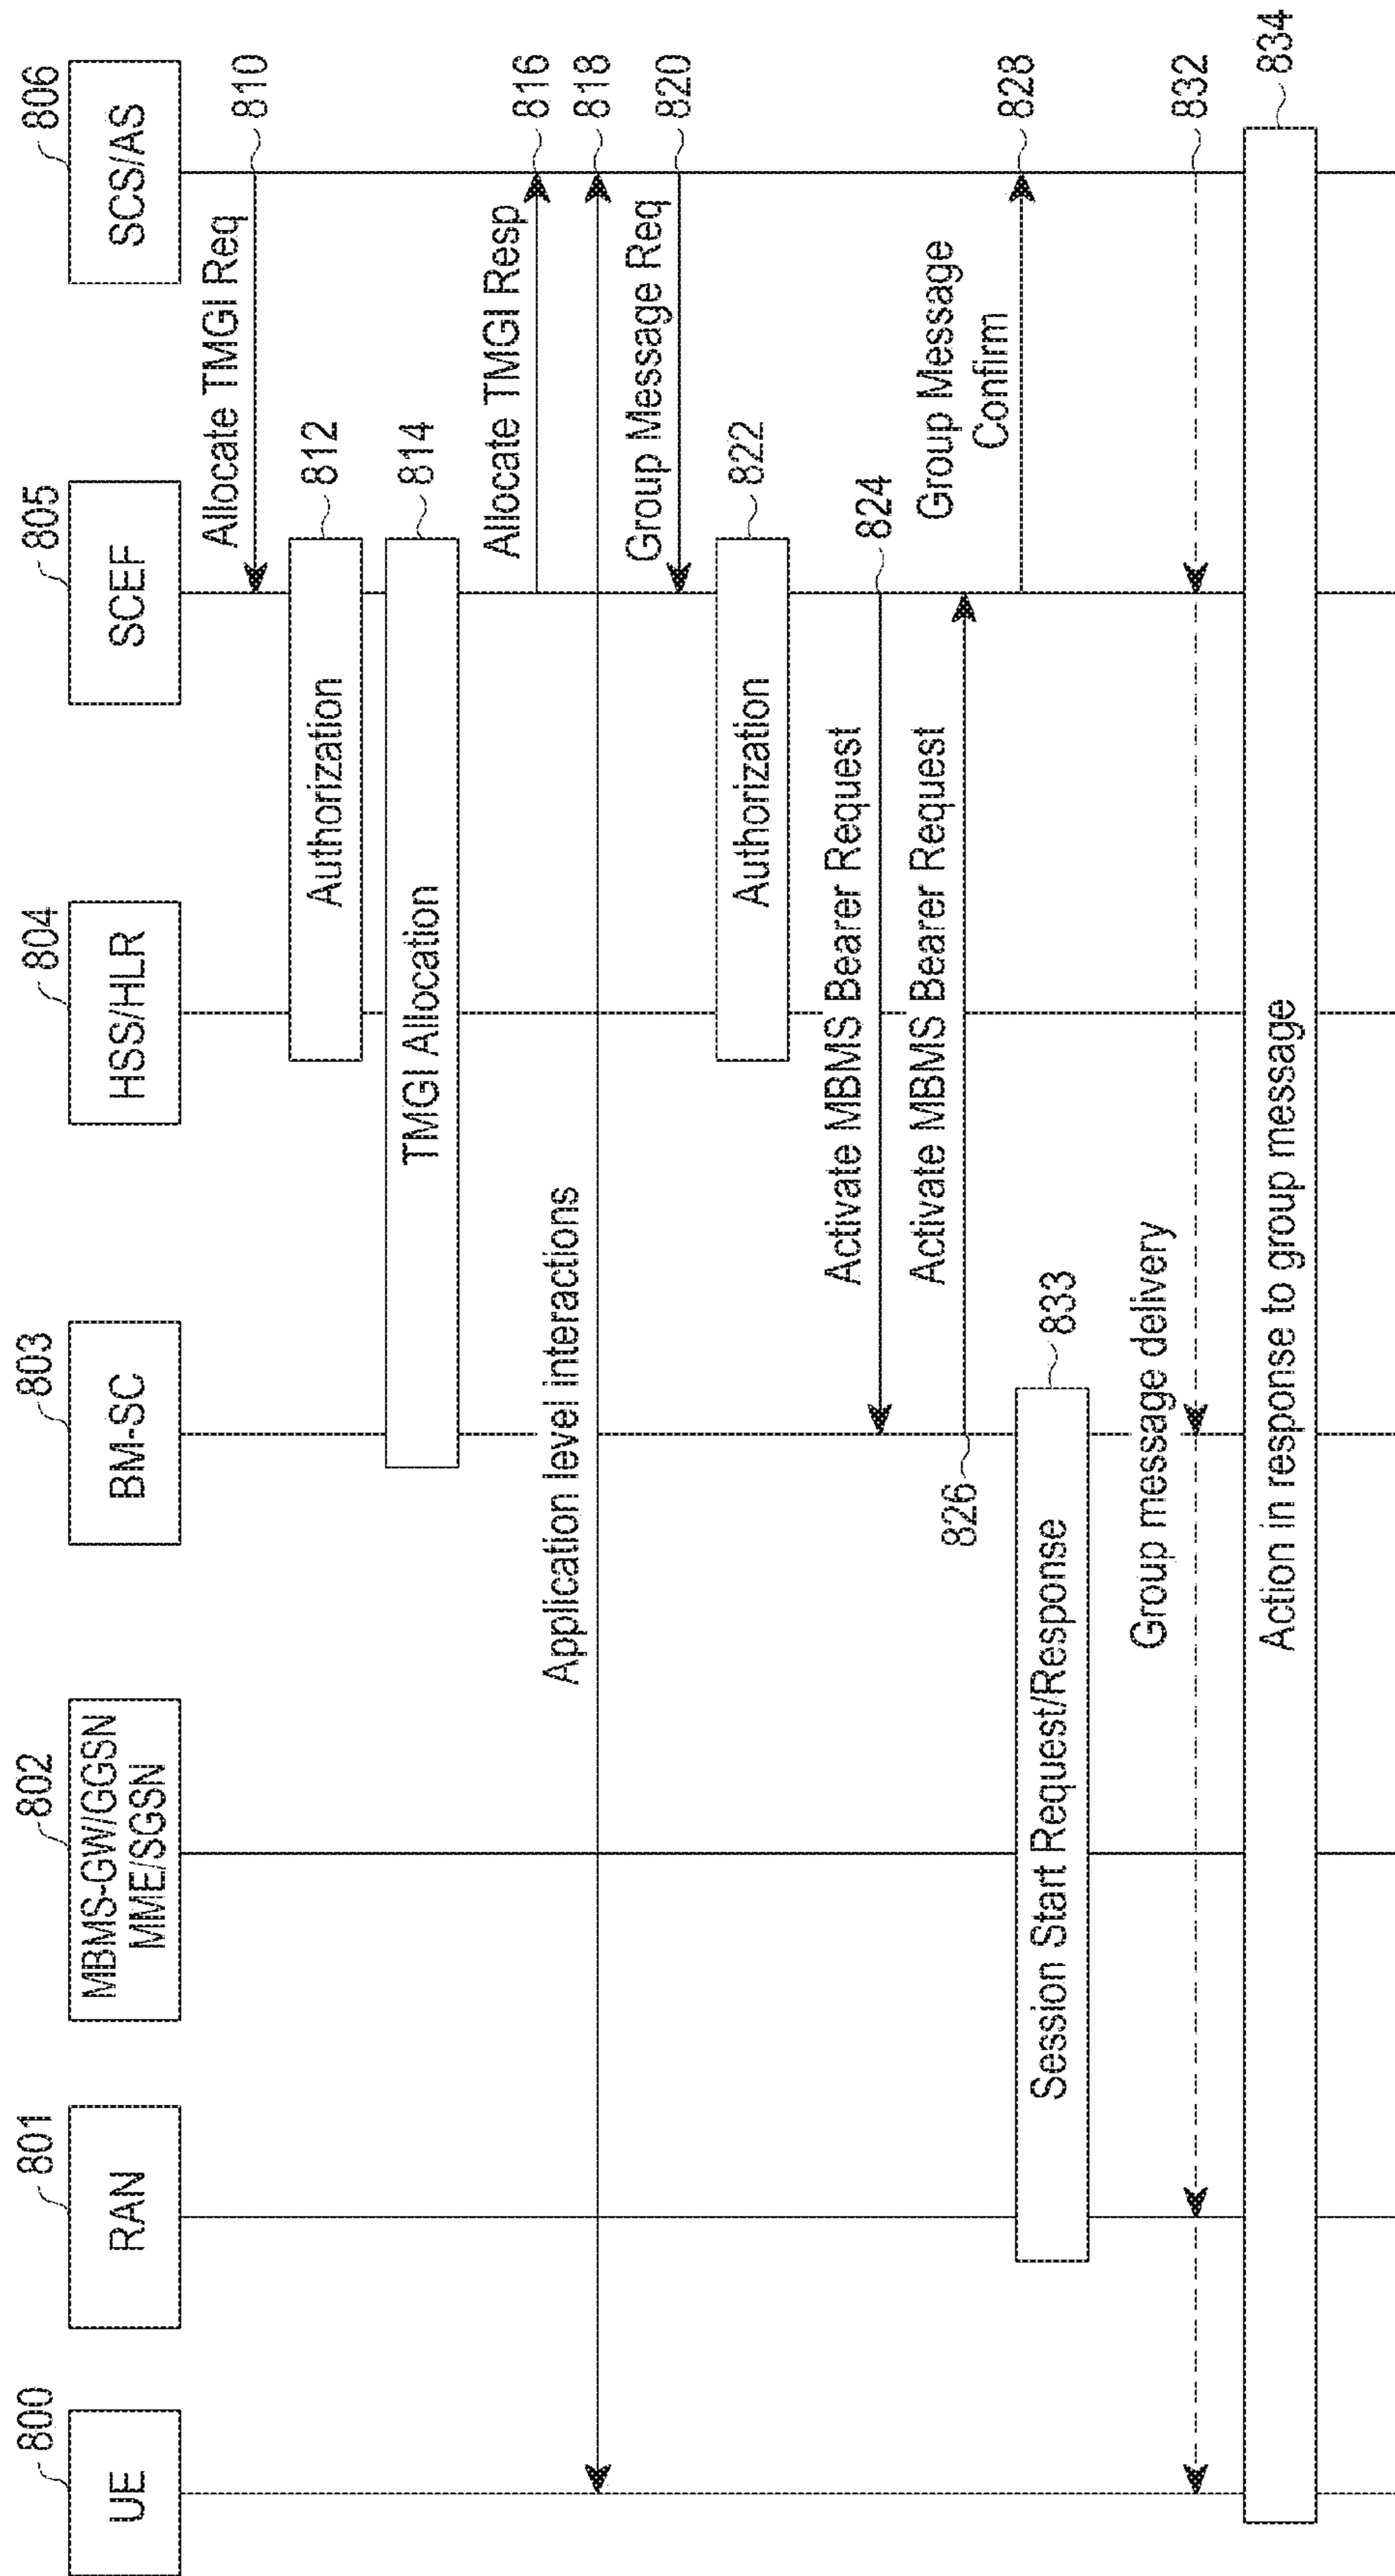 800
UE
801
RAN
802
MBMS-GW/GGSN
MME/SGSN
803
BM-SC
804
HSS/HLR
805
SCEF
806
SCS/AS
Allocate TMGI Req
810
Authorization
812
TMGI Allocation
814
Allocate TMGI Resp
816
Application level interactions
818
Group Message Req
820
Authorization
822
Activate MBMS Bearer Request
824
Activate MBMS Bearer Request
826
Group Message
Confirm
828
Session Start Request/Response
833
Group message delivery
832
Action in response to group message
834